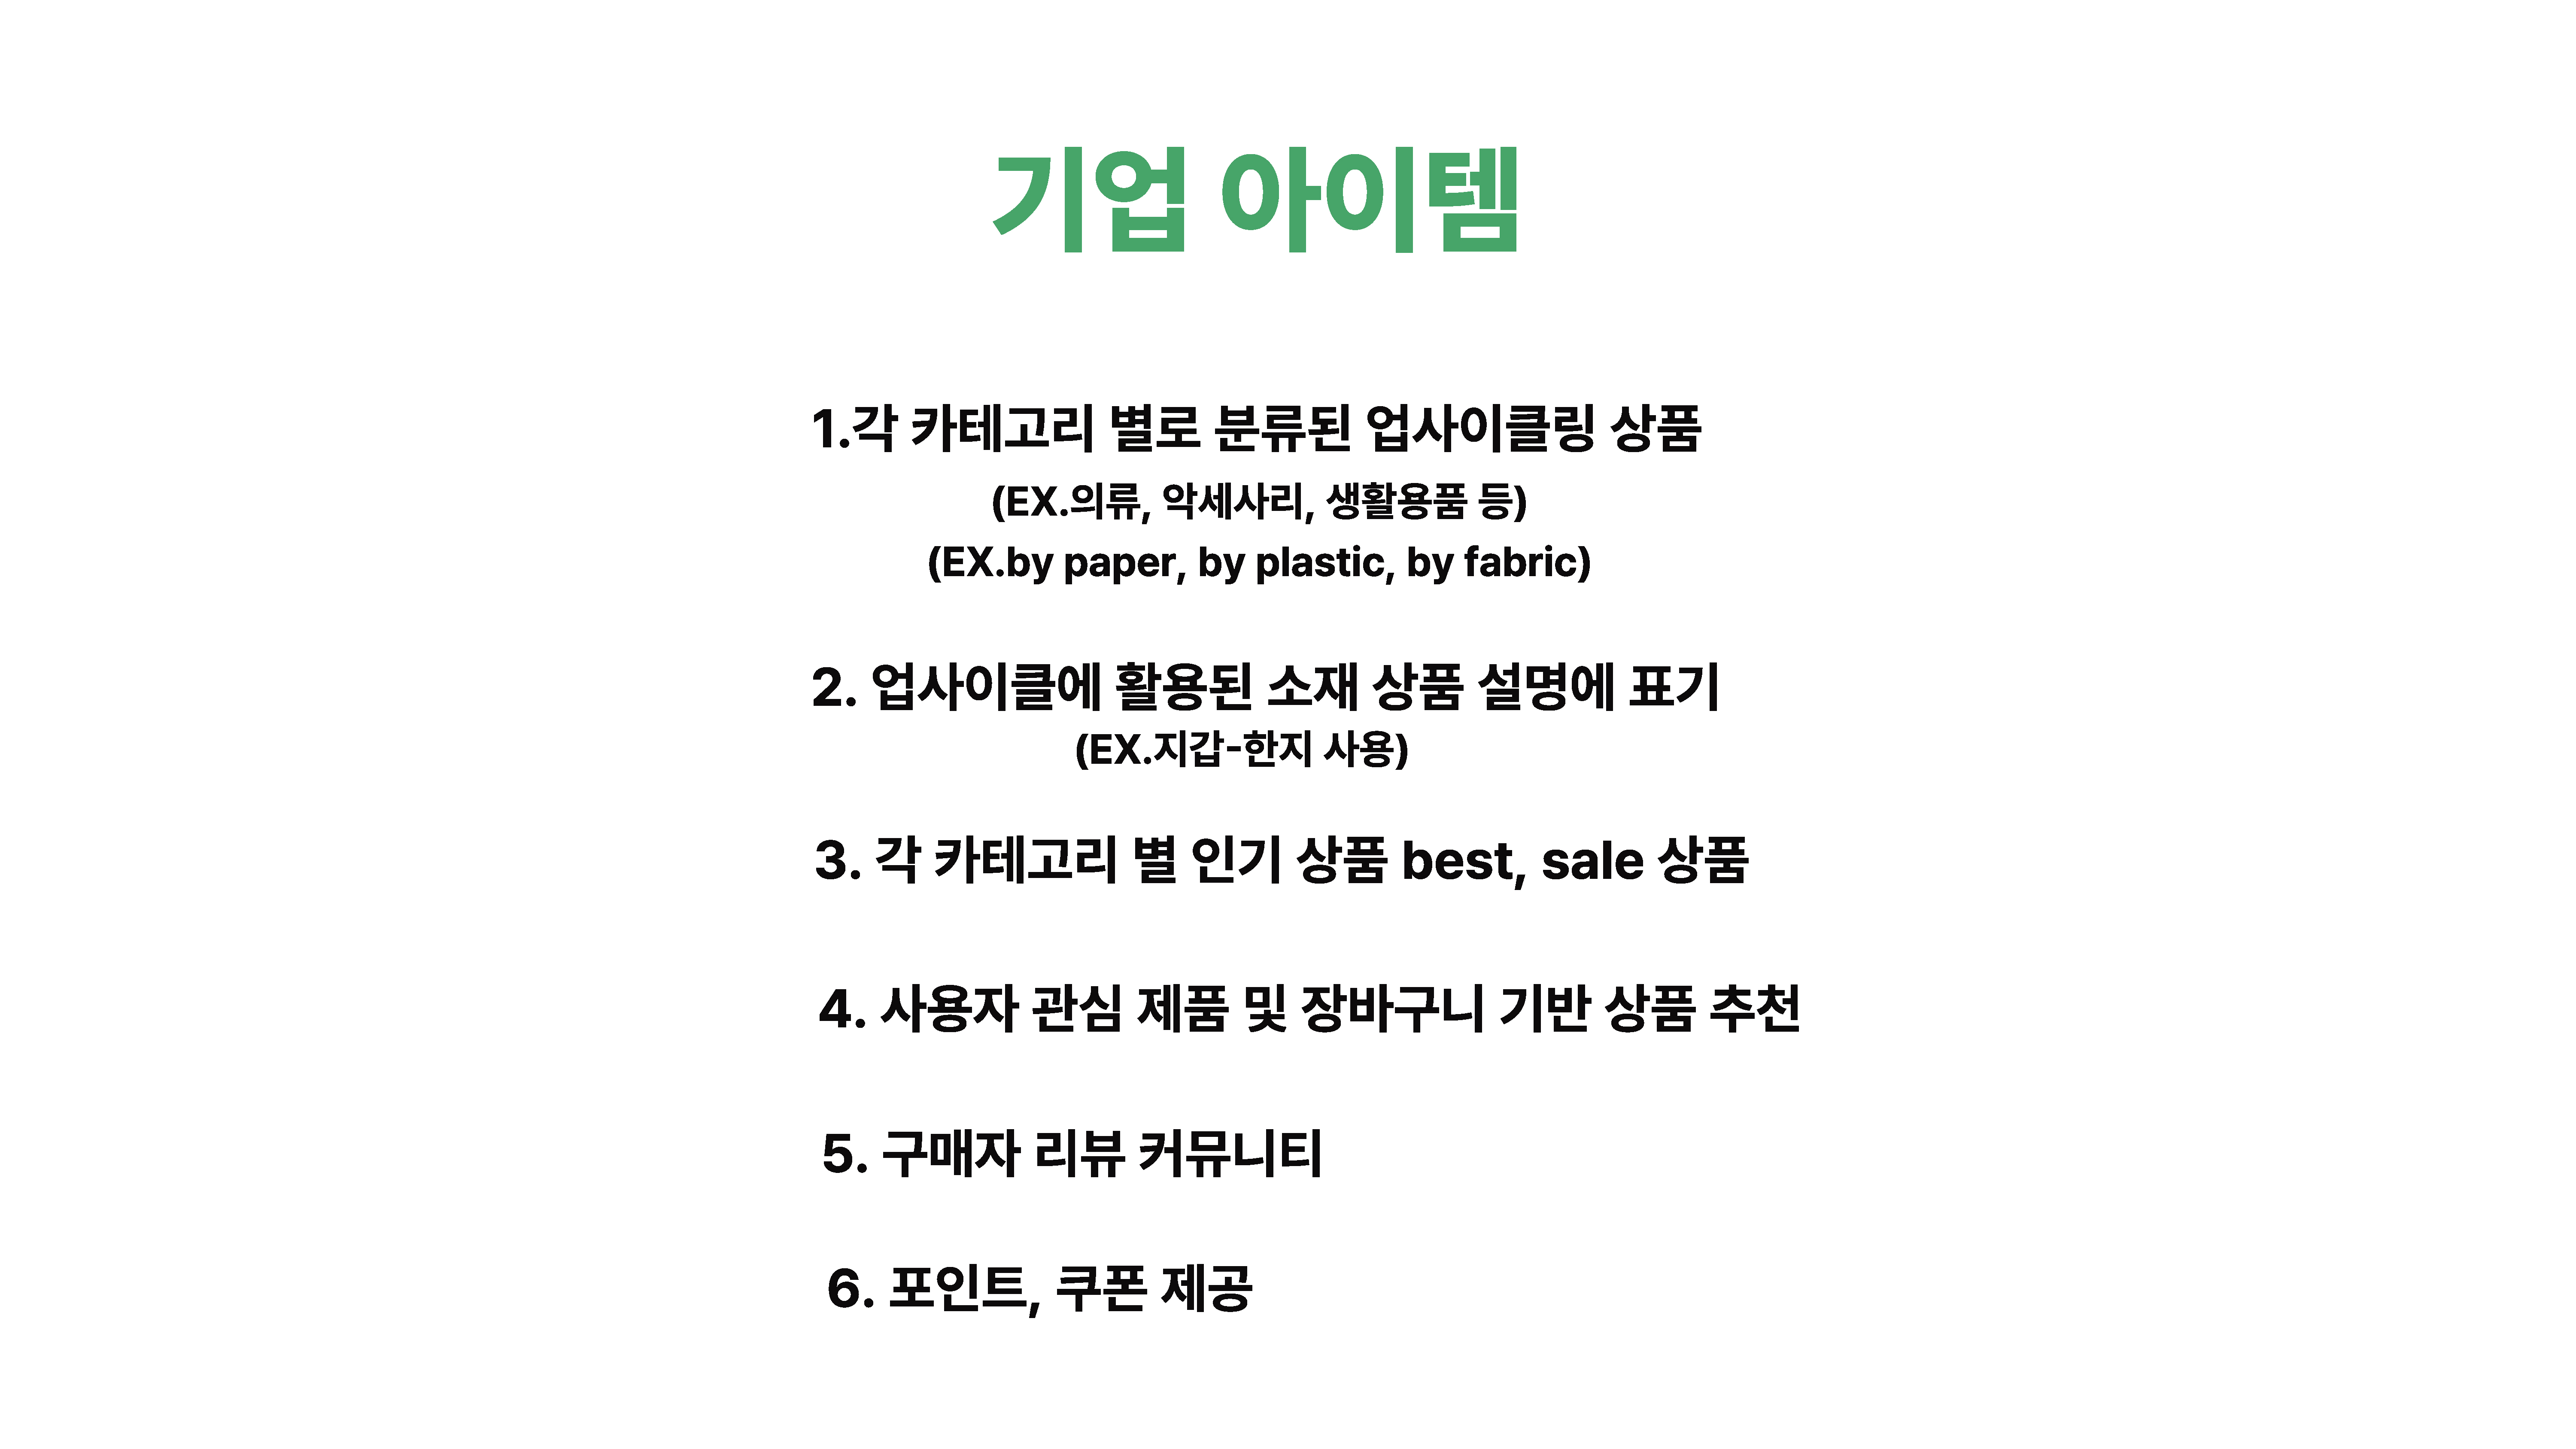 기업 아이템
1.각 카테고리 별로 분류된 업사이클링 상품
(EX.의류, 악세사리, 생활용품 등)
(EX.by paper, by plastic, by fabric)
2. 업사이클에 활용된 소재 상품 설명에 표기
(EX.지갑-한지 사용)
3. 각 카테고리 별 인기 상품 best, sale 상품
4. 사용자 관심 제품 및 장바구니 기반 상품 추천
5. 구매자 리뷰 커뮤니티
6. 포인트, 쿠폰 제공